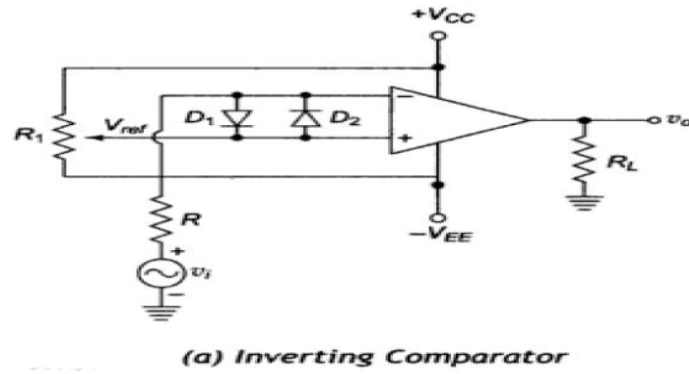 +VCC
R1
Vref
D1
D2
−
+
vo
RL
R
−VEE
+
vi
−
(a) Inverting Comparator